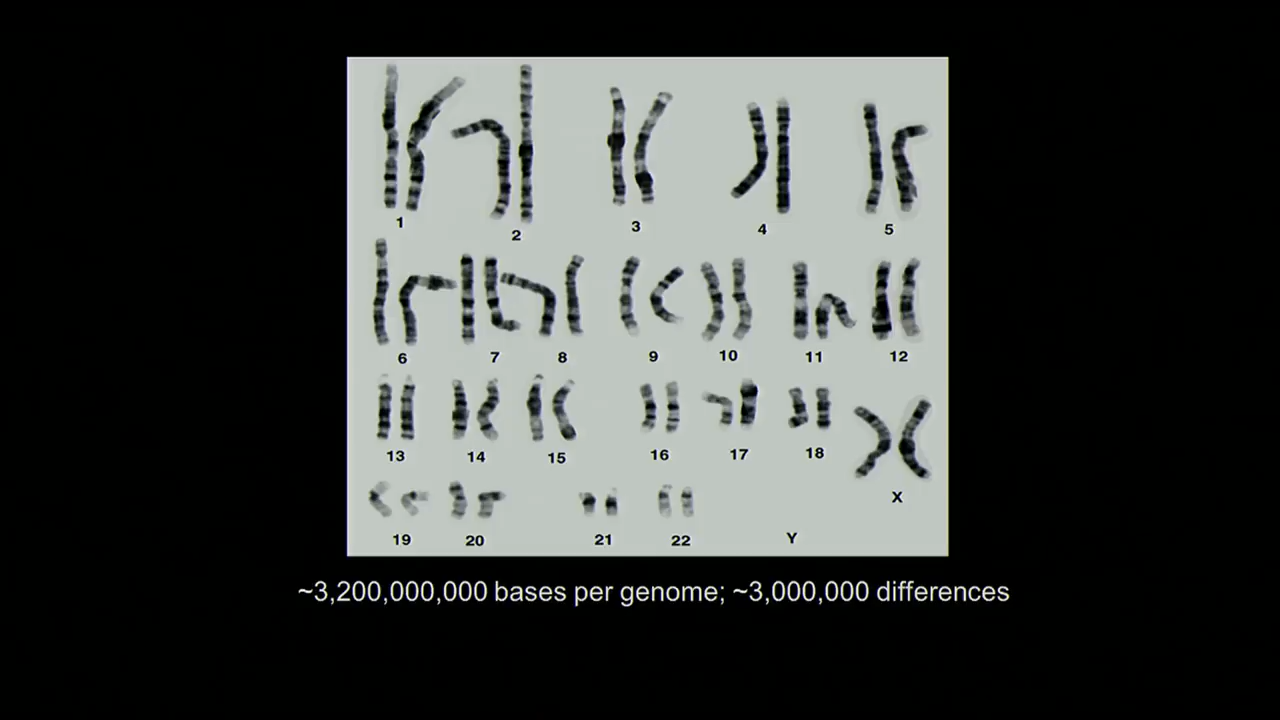 1 2 3 4 5
6 7 8 9 10 11 12
13 14 15 16 17 18 X
19 20 21 22 Y
~3,200,000,000 bases per genome; ~3,000,000 differences